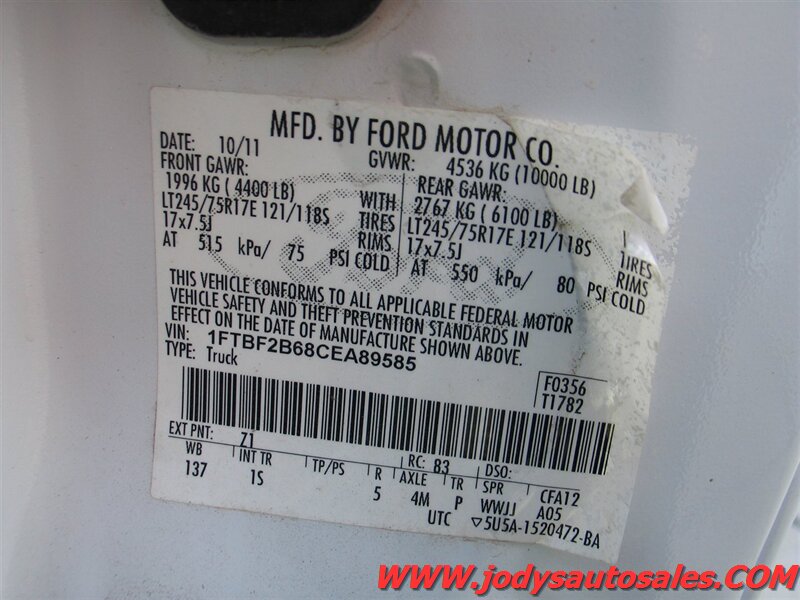 MFD. BY FORD MOTOR CO.
DATE: 10/11 GVWR: 4536 KG (10000 LB)
FRONT GAWR: REAR GAWR:
1996 KG ( 4400 LB) WITH 2767 KG ( 6100 LB) WITH
LT245/75R17E 121/118S TIRES LT245/75R17E 121/118S TIRES
17x7.5J RIMS 17x7.5J RIMS
AT 515 kPa/ 75 PSI COLD AT 550 kPa/ 80 PSI COLD
THIS VEHICLE CONFORMS TO ALL APPLICABLE FEDERAL MOTOR
VEHICLE SAFETY AND THEFT PREVENTION STANDARDS IN
EFFECT ON THE DATE OF MANUFACTURE SHOWN ABOVE.
VIN: 1FTBF2B68CEA89585
TYPE: Truck
F0356
T1782
EXT PNT: Z1 RC: 83 DSO:
WB INT TR TP/PS R AXLE TR SPR CFA12
137 1S 5 4M P WWJJ A05
UTC ▽5U5A-1520472-BA
www.jodysautosales.COM